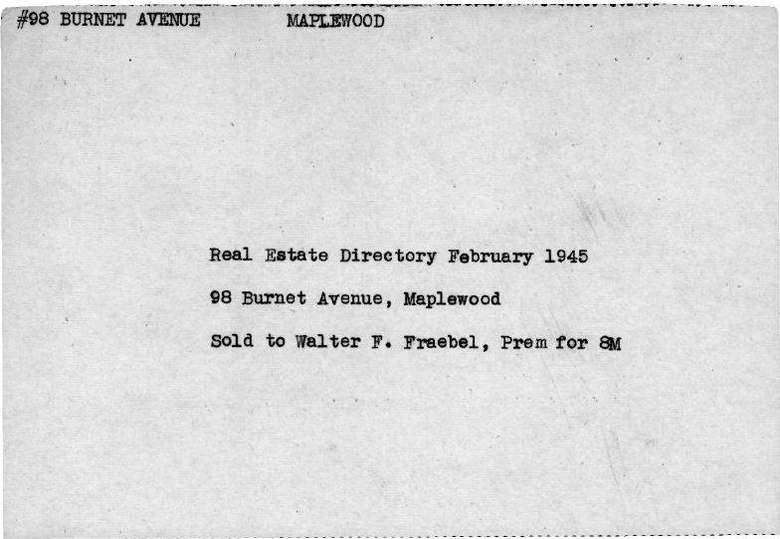 #98 BURNET AVENUE MAPLEWOOD
Real Estate Directory February 1945
98 Burnet Avenue, Maplewood
Sold to Walter F. Fraebel, Prem for 8M